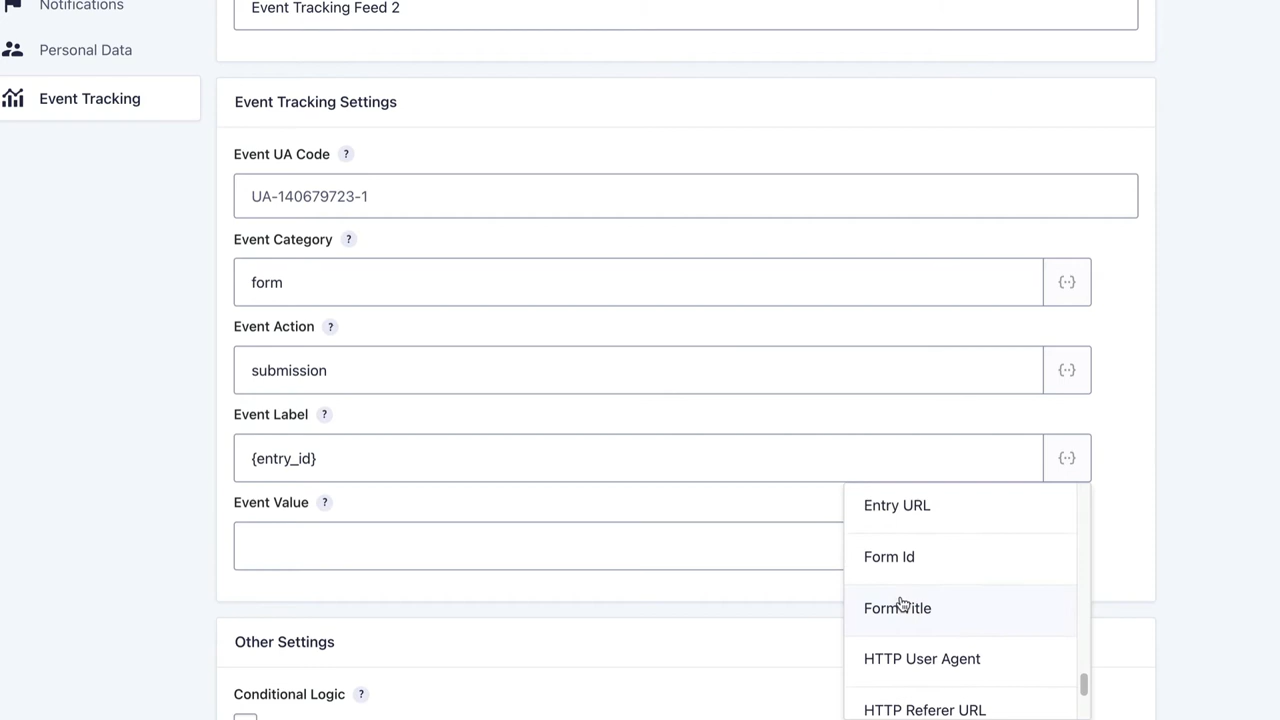 Notifications
Event Tracking Feed 2
Personal Data
Event Tracking
Event Tracking Settings
Event UA Code ?
UA-140679723-1
Event Category ?
form
{··}
Event Action ?
submission
{··}
Event Label ?
{entry_id}
{··}
Event Value ?
Entry URL
Form Id
Form Title
HTTP User Agent
HTTP Referer URL
Other Settings
Conditional Logic ?